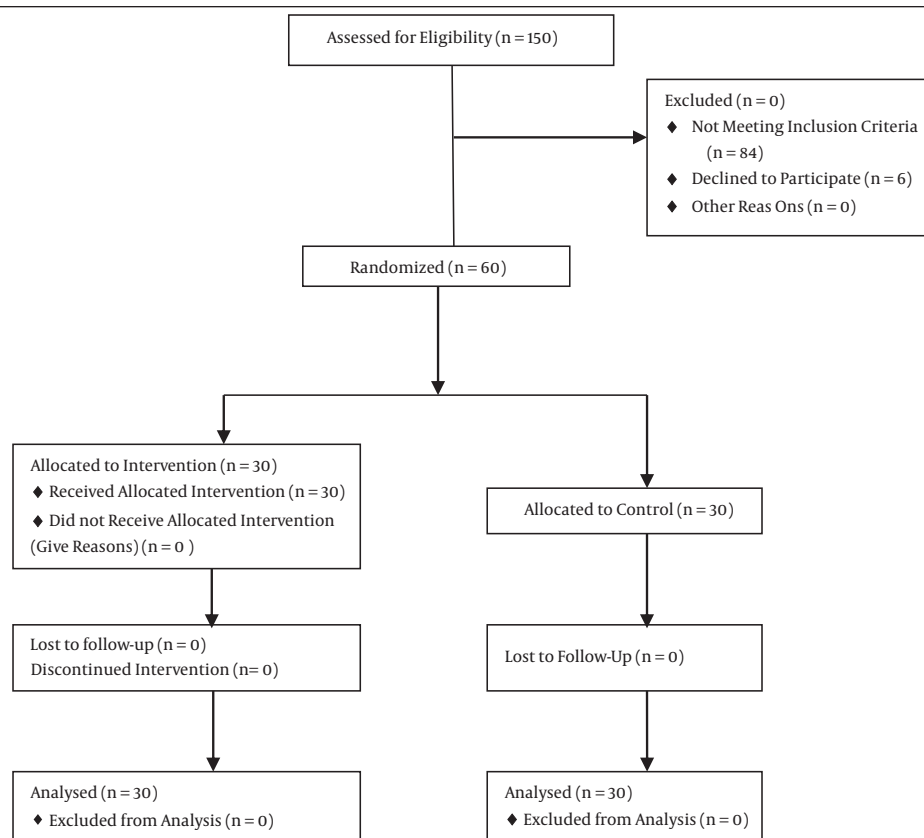 Assessed for Eligibility (n = 150)
Excluded (n = 0)
♦ Not Meeting Inclusion Criteria
(n = 84)
♦ Declined to Participate (n = 6)
♦ Other Reas Ons (n = 0)
Randomized (n = 60)
Allocated to Intervention (n = 30)
♦ Received Allocated Intervention (n = 30)
♦ Did not Receive Allocated Intervention
(Give Reasons) (n = 0 )
Allocated to Control (n = 30)
Lost to follow-up (n = 0)
Discontinued Intervention (n= 0)
Lost to Follow-Up (n = 0)
Analysed (n = 30)
♦ Excluded from Analysis (n = 0)
Analysed (n = 30)
♦ Excluded from Analysis (n = 0)